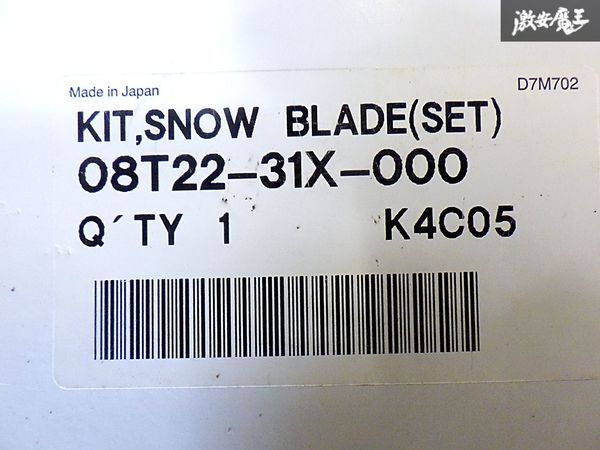 激安魔王
Made in Japan D7M702
KIT,SNOW BLADE(SET)
08T22-31X-000
Q´TY 1 K4C05